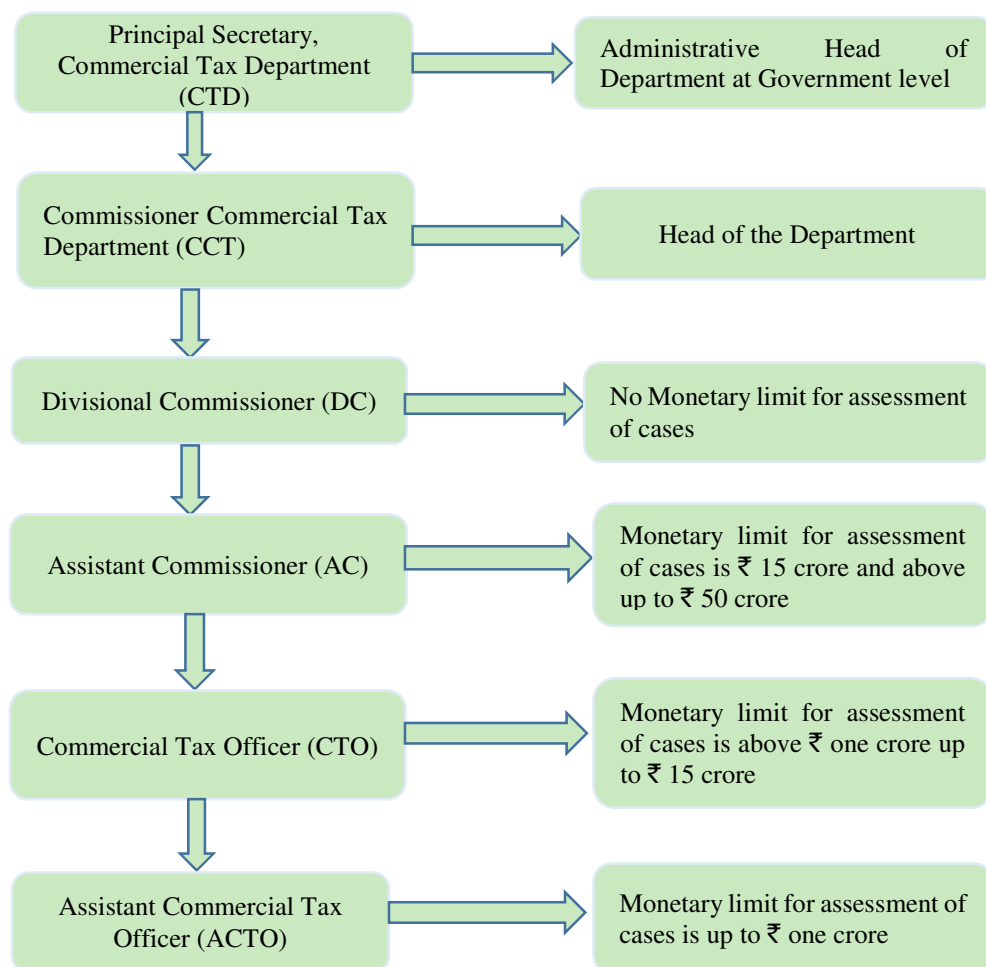 Principal Secretary,
Commercial Tax Department
(CTD)
Administrative Head of
Department at Government level
Commissioner Commercial Tax
Department (CCT)
Head of the Department
Divisional Commissioner (DC)
No Monetary limit for assessment
of cases
Assistant Commissioner (AC)
Monetary limit for assessment
of cases is ₹ 15 crore and above
up to ₹ 50 crore
Commercial Tax Officer (CTO)
Monetary limit for assessment
of cases is above ₹ one crore up
to ₹ 15 crore
Assistant Commercial Tax
Officer (ACTO)
Monetary limit for assessment of
cases is up to ₹ one crore